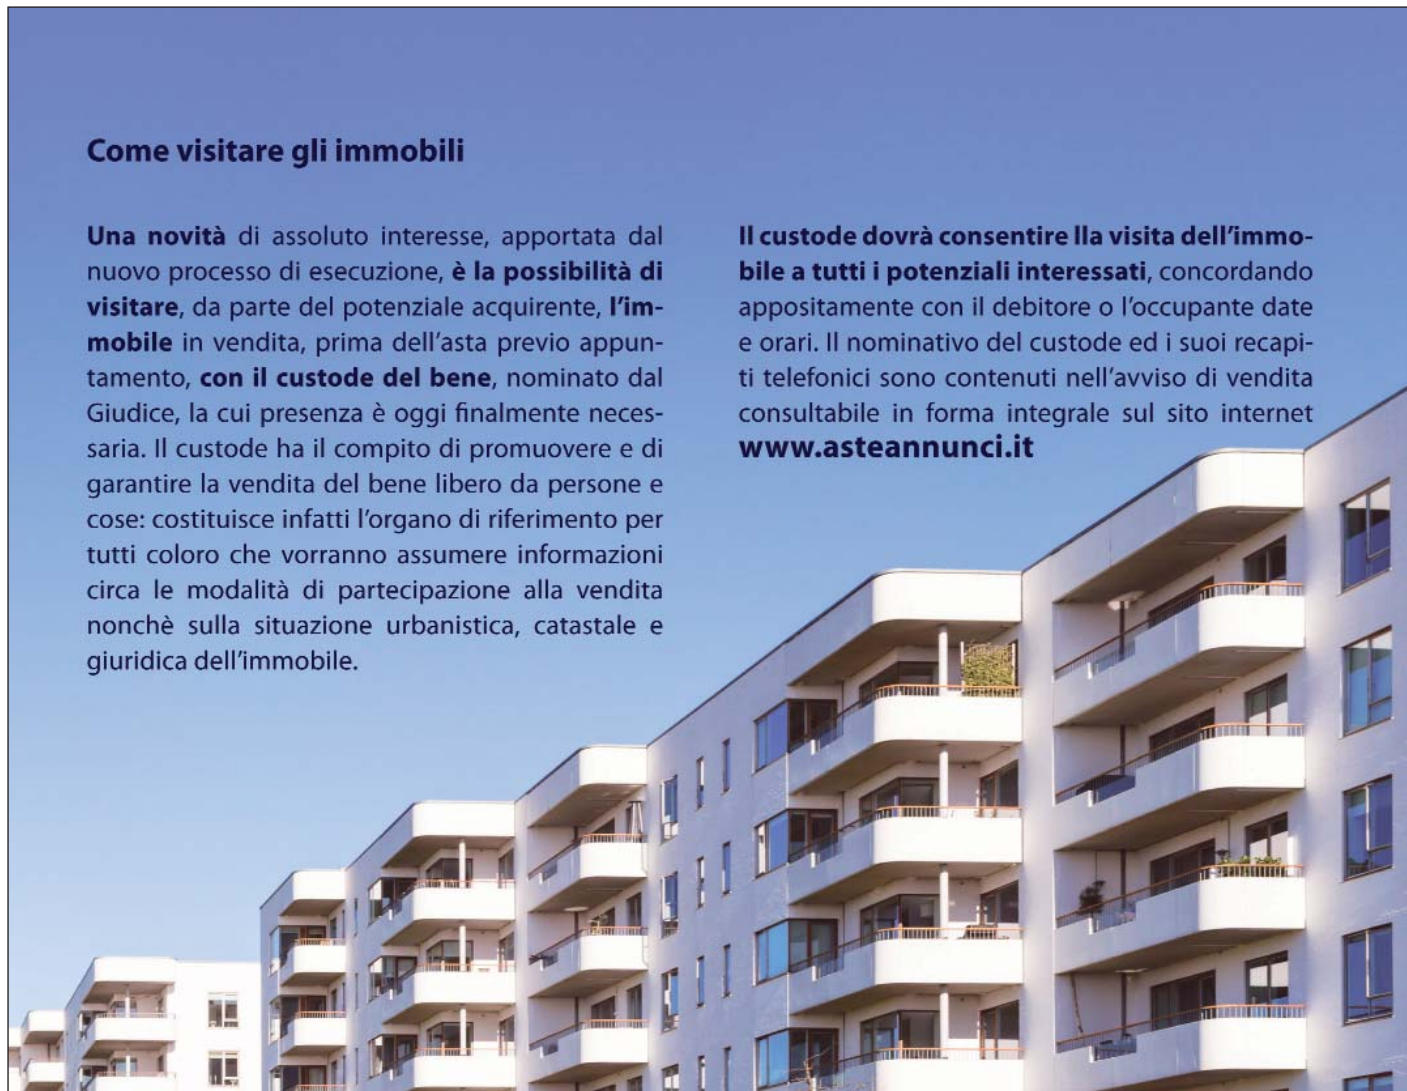 Come visitare gli immobili
Una novità di assoluto interesse, apportata dal
nuovo processo di esecuzione, è la possibilità di
visitare, da parte del potenziale acquirente, l’im-
mobile in vendita, prima dell’asta previo appun-
tamento, con il custode del bene, nominato dal
Giudice, la cui presenza è oggi finalmente neces-
saria. Il custode ha il compito di promuovere e di
garantire la vendita del bene libero da persone e
cose: costituisce infatti l’organo di riferimento per
tutti coloro che vorranno assumere informazioni
circa le modalità di partecipazione alla vendita
nonchè sulla situazione urbanistica, catastale e
giuridica dell’immobile.
Il custode dovrà consentire lla visita dell’immo-
bile a tutti i potenziali interessati, concordando
appositamente con il debitore o l’occupante date
e orari. Il nominativo del custode ed i suoi recapi-
ti telefonici sono contenuti nell’avviso di vendita
consultabile in forma integrale sul sito internet
www.asteannunci.it